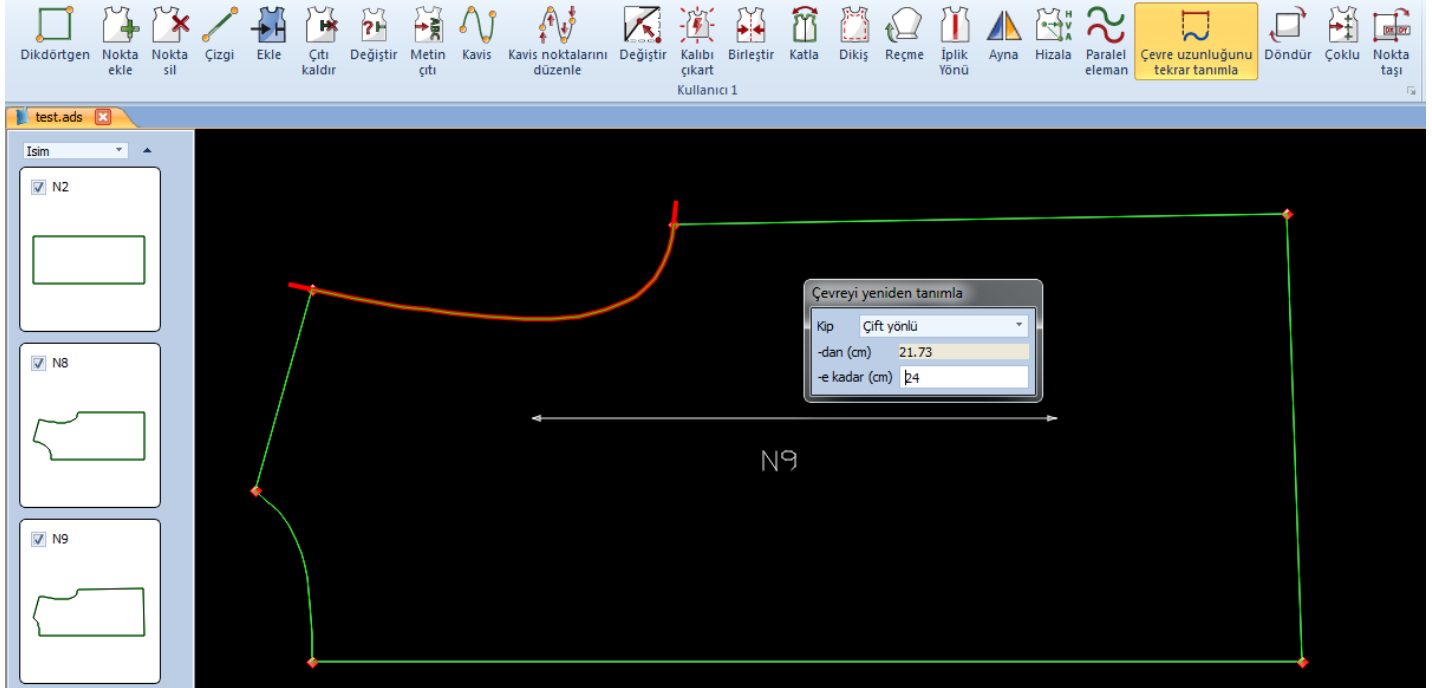 Dikdörtgen
Nokta
ekle
Nokta
sil
Çizgi
Ekle
Çıtı
kaldır
Değiştir
Metin
çıtı
Kavis
Kavis noktalarını
düzenle
Değiştir
Kalıbı
çıkart
Birleştir
Katla
Dikiş
Reçme
İplik
Yönü
Ayna
Hizala
Paralel
eleman
Çevre uzunluğunu
tekrar tanımla
Döndür
Çoklu
Nokta
taşı
Kullanıcı 1
test.ads
Isim
N2
N8
N9
Çevreyi yeniden tanımla
Kip Çift yönlü
-dan (cm) 21.73
-e kadar (cm) 24
N9